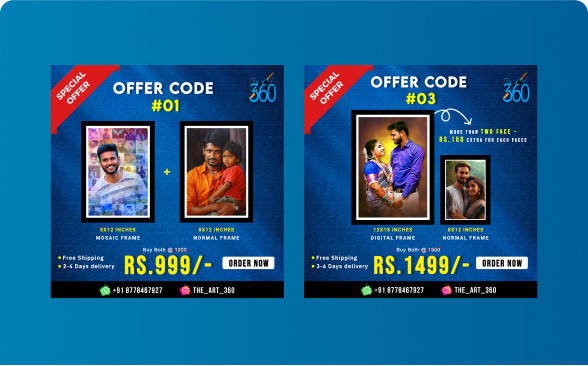 SPECIAL
OFFER
OFFER CODE
#01
360
+
8X12 INCHES
MOSAIC FRAME
8X12 INCHES
NORMAL FRAME
Buy Both @ 1300
• Free Shipping
• 2-4 Days delivery
RS.999/-
ORDER NOW
+91 8778467927
THE_ART_360
SPECIAL
OFFER
OFFER CODE
#03
360
MORE THAN TWO FACE -
RS.150 EXTRA FOR EACH FACES
12X18 INCHES
DIGITAL FRAME
8X12 INCHES
NORMAL FRAME
Buy Both @ 1900
• Free Shipping
• 3-6 Days delivery
RS.1499/-
ORDER NOW
+91 8778467927
THE_ART_360